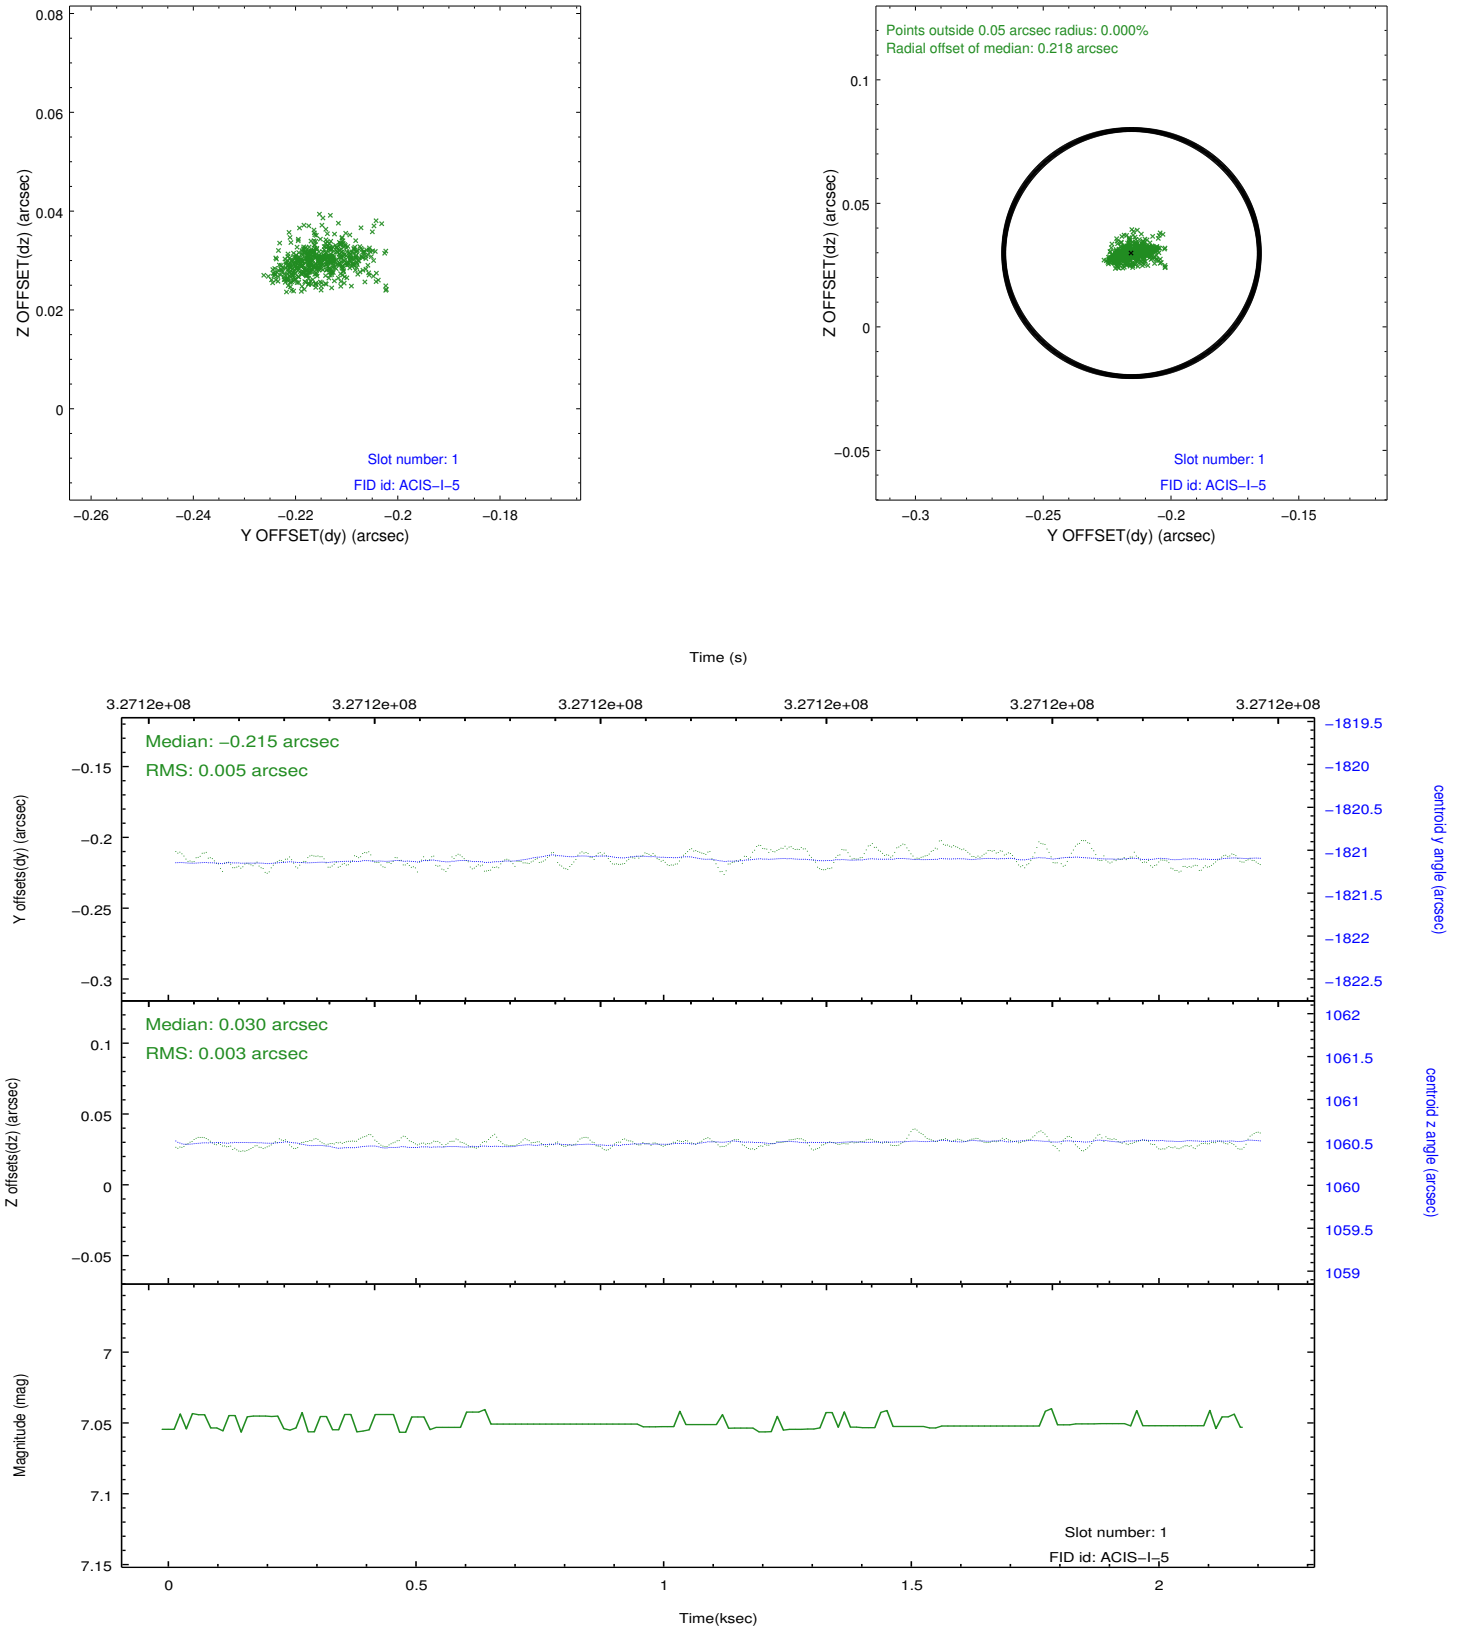 0.08
0.06
0.04
0.02
0
Z OFFSET(dz) (arcsec)
Slot number: 1
FID id: ACIS−I−5
−0.26 −0.24 −0.22 −0.2 −0.18
Y OFFSET(dy) (arcsec)
Points outside 0.05 arcsec radius: 0.000%
Radial offset of median: 0.218 arcsec
0.1
0.05
0
−0.05
Z OFFSET(dz) (arcsec)
Slot number: 1
FID id: ACIS−I−5
−0.3 −0.25 −0.2 −0.15
Y OFFSET(dy) (arcsec)
Time (s)
3.2712e+08 3.2712e+08 3.2712e+08 3.2712e+08 3.2712e+08 3.2712e+08
Median: −0.215 arcsec
RMS: 0.005 arcsec
−0.15
−0.2
−0.25
−0.3
Y offsets(dy) (arcsec)
−1819.5
−1820
−1820.5
−1821
−1821.5
−1822
−1822.5
centroid y angle (arcsec)
Median: 0.030 arcsec
RMS: 0.003 arcsec
0.1
0.05
0
−0.05
Z offsets(dz) (arcsec)
1062
1061.5
1061
1060.5
1060
1059.5
1059
centroid z angle (arcsec)
7
7.05
7.1
7.15
Magnitude (mag)
Slot number: 1
FID id: ACIS−I−5
0 0.5 1 1.5 2
Time(ksec)